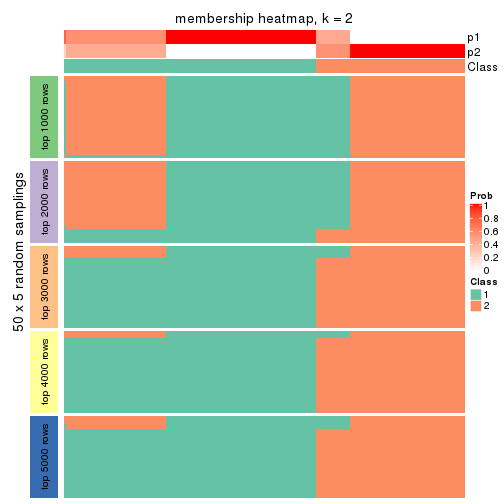 membership heatmap, k = 2
p1
p2
Class
50 x 5 random samplings
top 1000 rows
top 2000 rows
top 3000 rows
top 4000 rows
top 5000 rows
Prob
1
0.8
0.6
0.4
0.2
0
Class
1
2